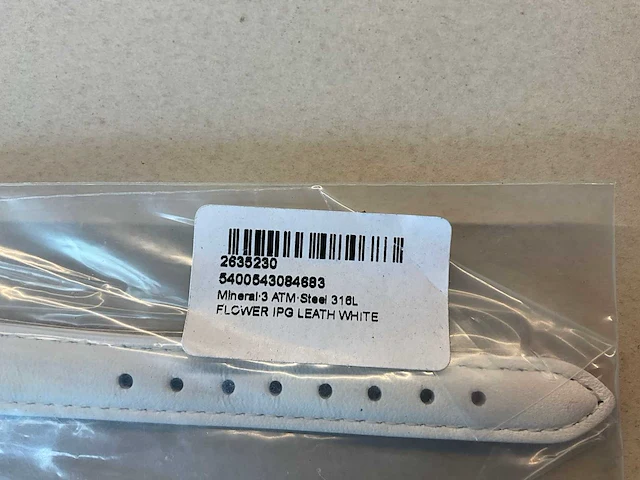 2635230
5400543084683
Mineral-3 ATM-Steel 316L
FLOWER IPG LEATH WHITE